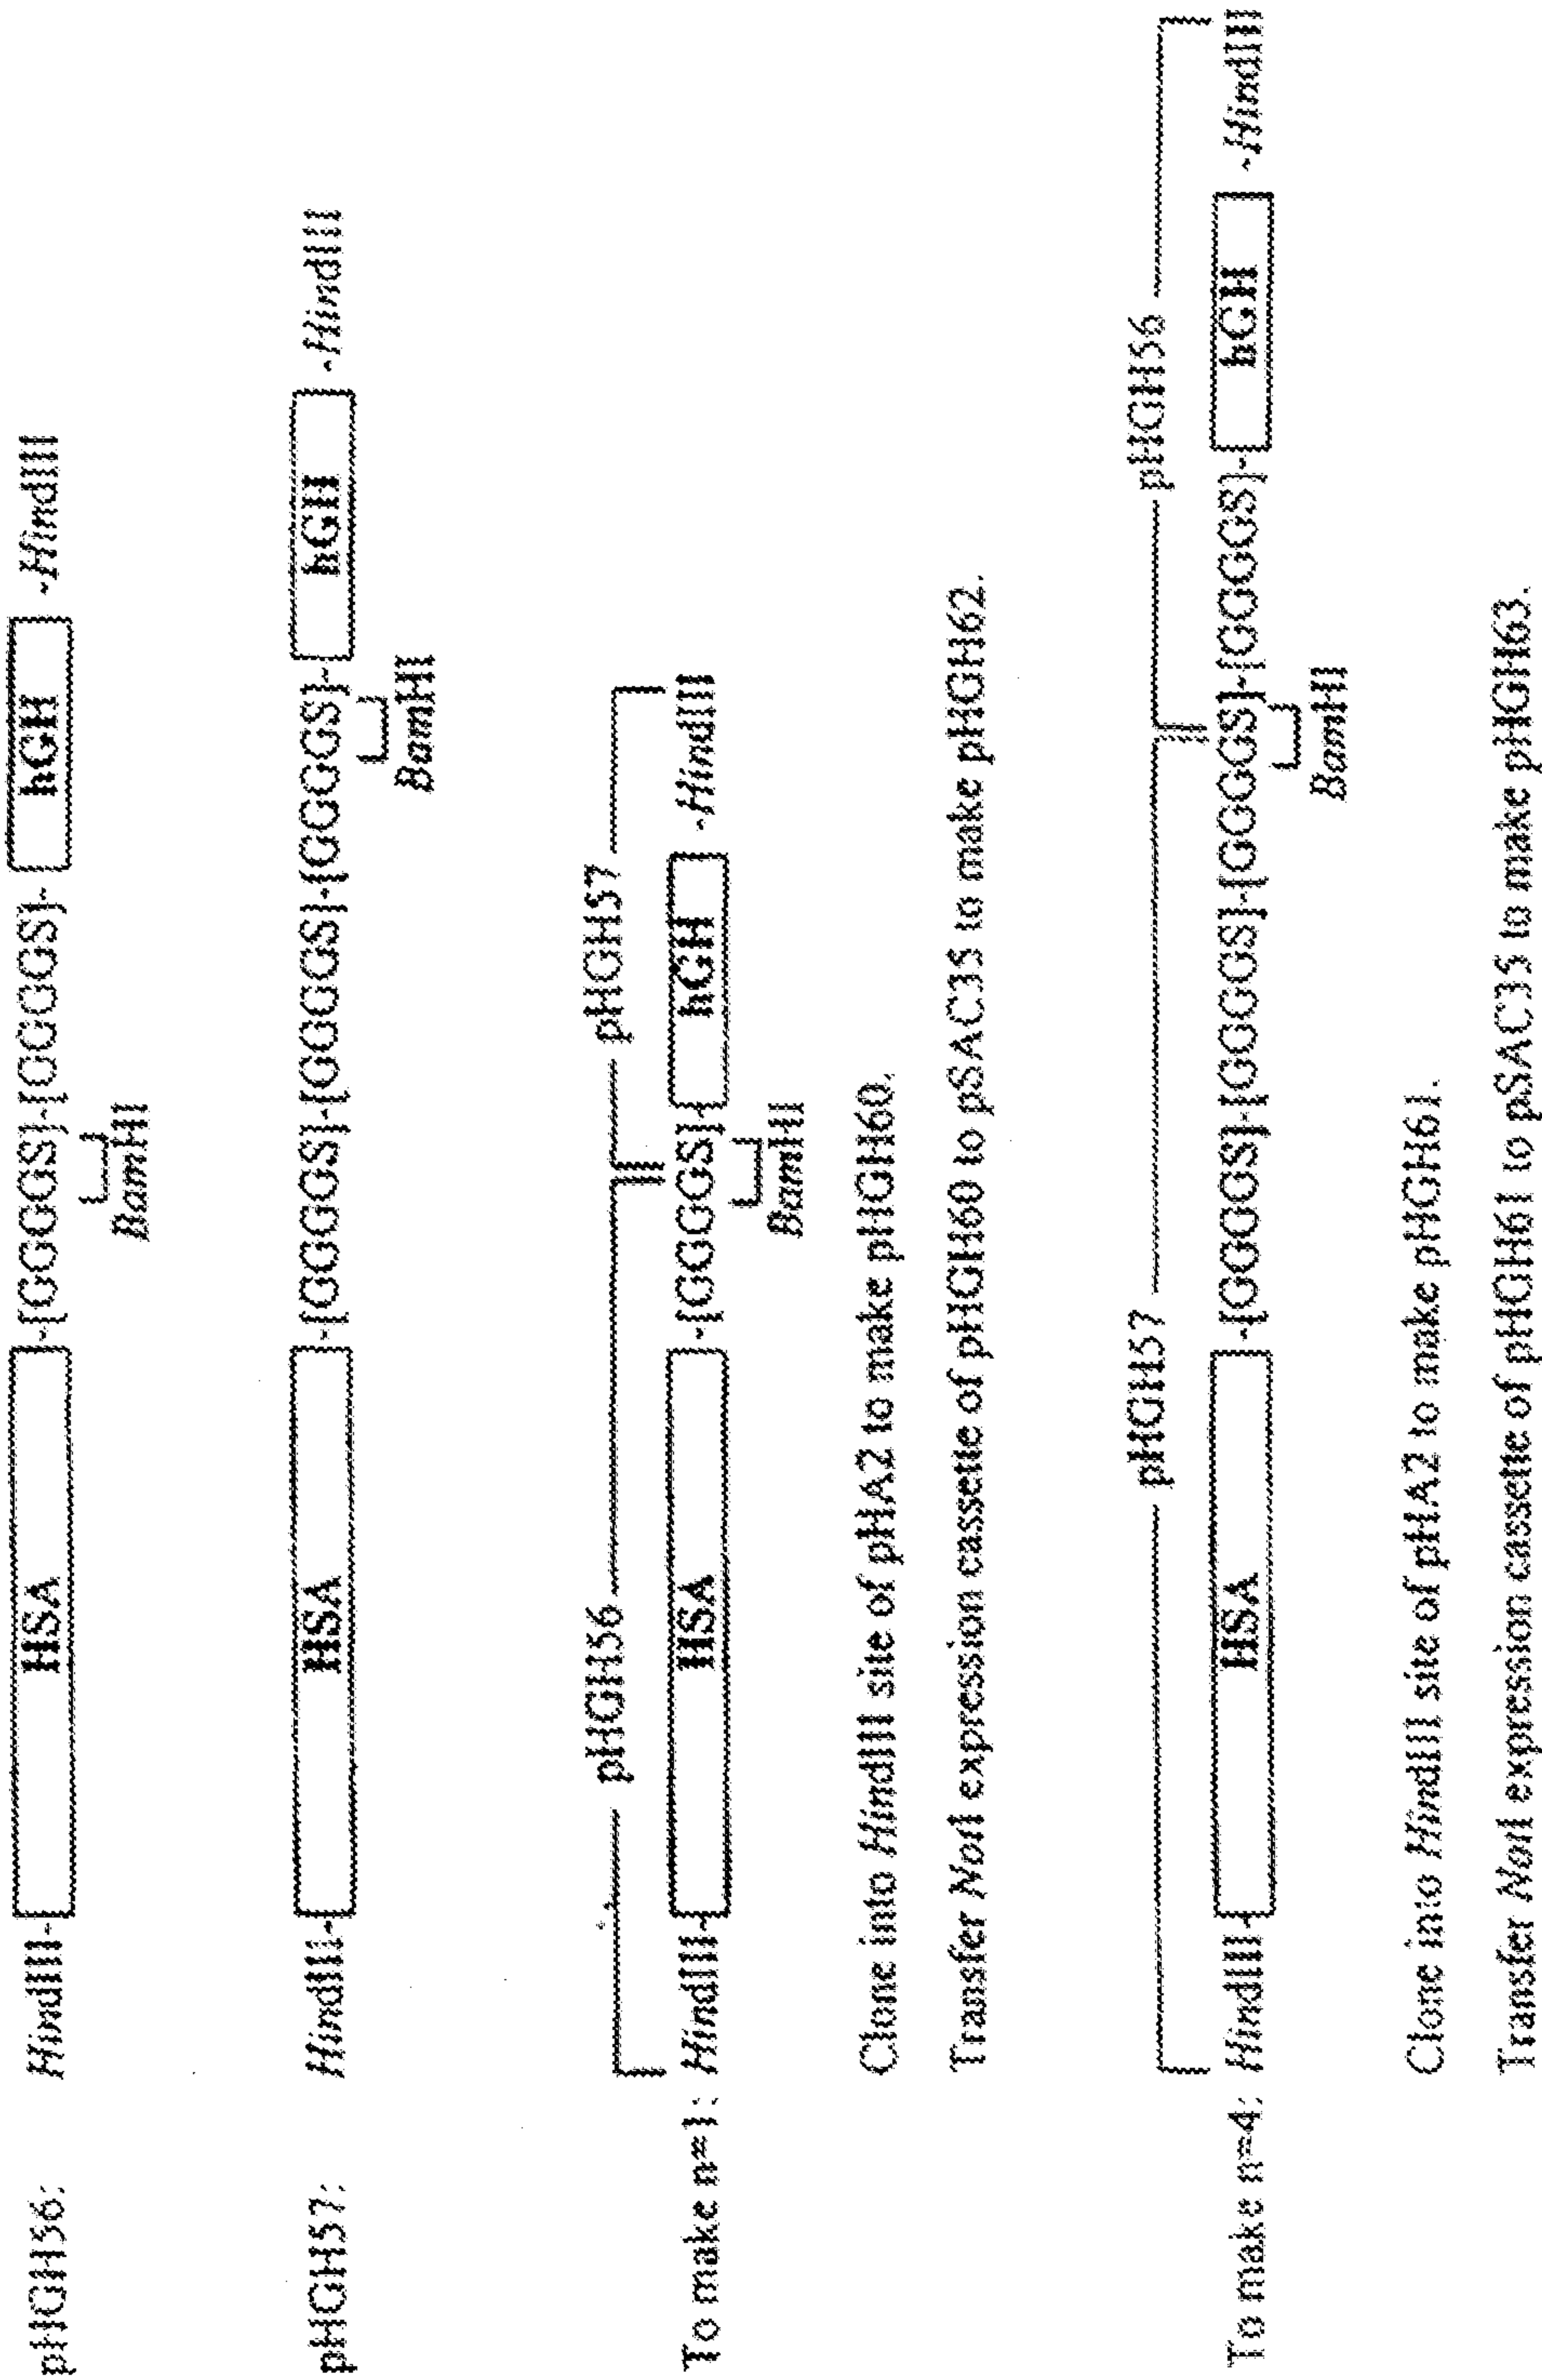 pHGH56: HindIII-[HSA]-[GGGGS]-[GGGGS]-[hGH]-HindIII
BamHI
pHGH57: HindIII-[HSA]-[GGGGS]-[GGGGS]-[GGGGS]-[hGH]-HindIII
BamHI
pHGH56 pHGH57
To make n=1: HindIII-[HSA]-[GGGGS]-[hGH]-HindIII
BamHI
Clone into HindIII site of pHA2 to make pHGH60.
Transfer NotI expression cassette of pHGH60 to pSAC35 to make pHGH62.
pHGH57 pHGH56
To make n=4: HindIII-[HSA]-[GGGGS]-[GGGGS]-[GGGGS]-[GGGGS]-[hGH]-HindIII
BamHI
Clone into HindIII site of pHA2 to make pHGH61.
Transfer NotI expression cassette of pHGH61 to pSAC35 to make pHGH63.